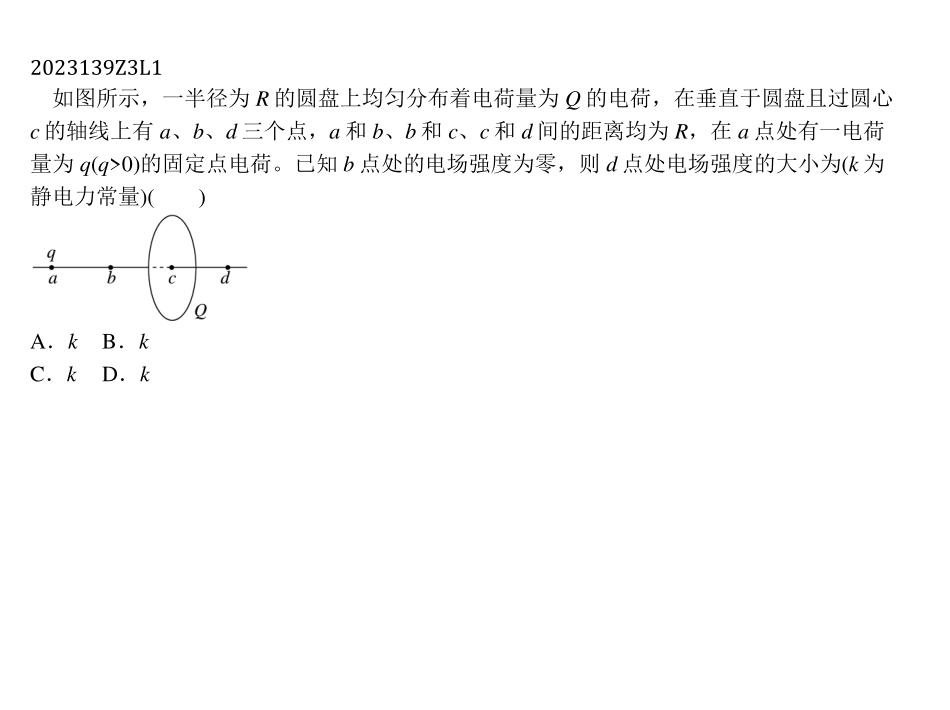 2023139Z3L1
如图所示，一半径为 R 的圆盘上均匀分布着电荷量为 Q 的电荷，在垂直于圆盘且过圆心
c 的轴线上有 a、b、d 三个点，a 和 b、b 和 c、c 和 d 间的距离均为 R，在 a 点处有一电荷
量为 q(q>0)的固定点电荷。已知 b 点处的电场强度为零，则 d 点处电场强度的大小为(k 为
静电力常量)(　　)
q
a b c d
Q
A．k B．k
C．k D．k